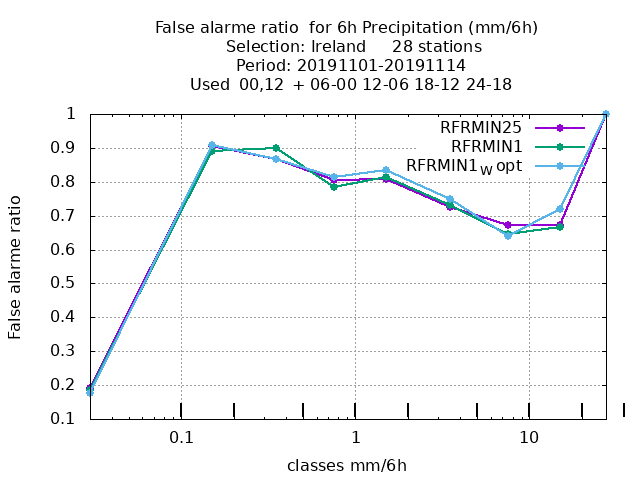 False alarme ratio  for 6h Precipitation (mm/6h)
Selection: Ireland     28 stations
Period: 20191101-20191114
Used  00,12  + 06-00 12-06 18-12 24-18
RFRMIN25
RFRMIN1
RFRMIN1w opt
1
0.9
0.8
0.7
0.6
0.5
0.4
0.3
0.2
0.1
False alarme ratio
0.1
1
10
classes mm/6h